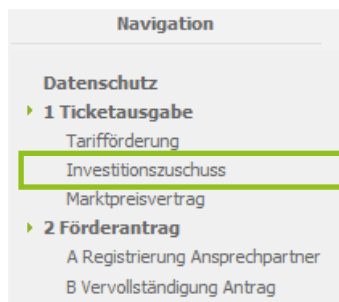 Navigation
Datenschutz
1 Ticketausgabe
Tarifförderung
Investitionszuschuss
Marktpreisvertrag
2 Förderantrag
A Registrierung Ansprechpartner
B Vervollständigung Antrag